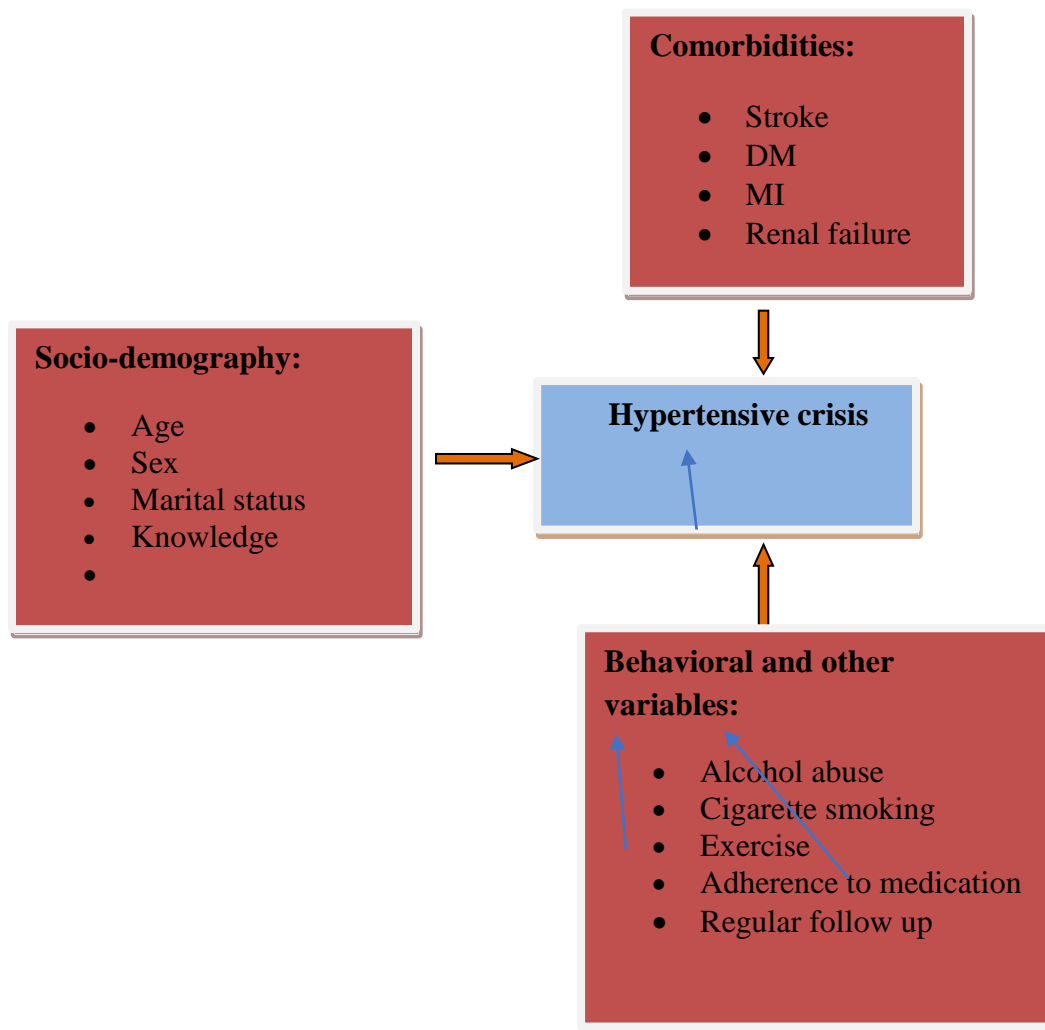 Comorbidities:
• Stroke
• DM
• MI
• Renal failure
Socio-demography:
• Age
• Sex
• Marital status
• Knowledge
•
Hypertensive crisis
Behavioral and other
variables:
• Alcohol abuse
• Cigarette smoking
• Exercise
• Adherence to medication
• Regular follow up